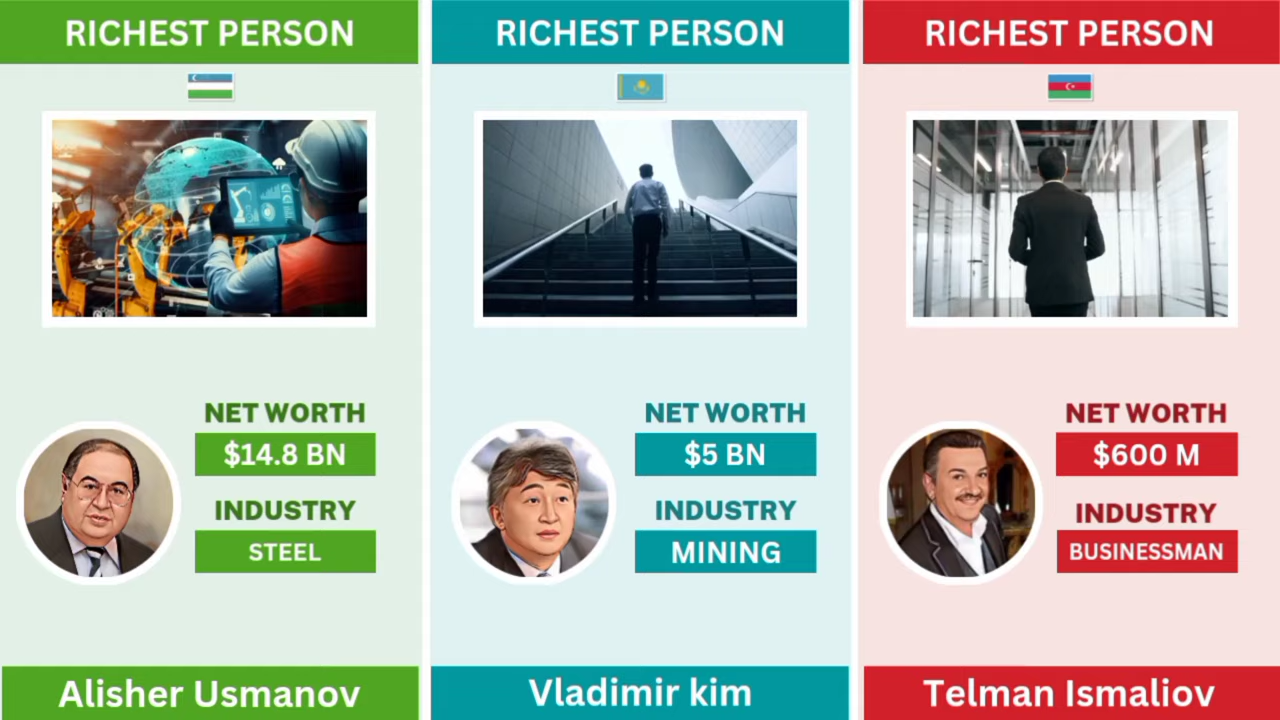 RICHEST PERSON
NET WORTH
$14.8 BN
INDUSTRY
STEEL
Alisher Usmanov
RICHEST PERSON
NET WORTH
$5 BN
INDUSTRY
MINING
Vladimir kim
RICHEST PERSON
NET WORTH
$600 M
INDUSTRY
BUSINESSMAN
Telman Ismaliov